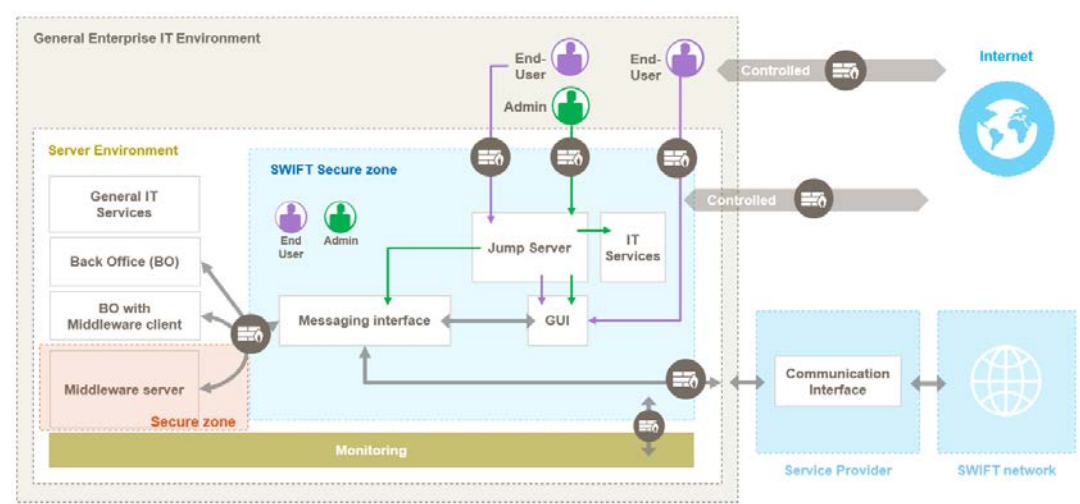 General Enterprise IT Environment
End-
User
End-
User
Admin
Controlled
Internet
Server Environment
SWIFT Secure zone
General IT
Services
End
User
Admin
Controlled
Jump Server
IT
Services
Back Office (BO)
BO with
Middleware client
Messaging interface
GUI
Middleware server
Secure zone
Communication
Interface
Monitoring
Service Provider
SWIFT network